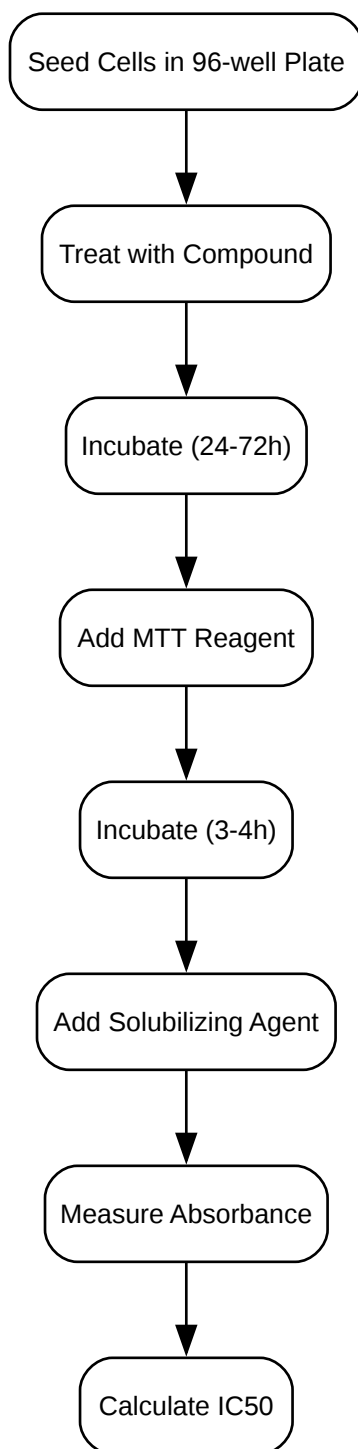 Seed Cells in 96-well Plate
Treat with Compound
Incubate (24-72h)
Add MTT Reagent
Incubate (3-4h)
Add Solubilizing Agent
Measure Absorbance
Calculate IC50